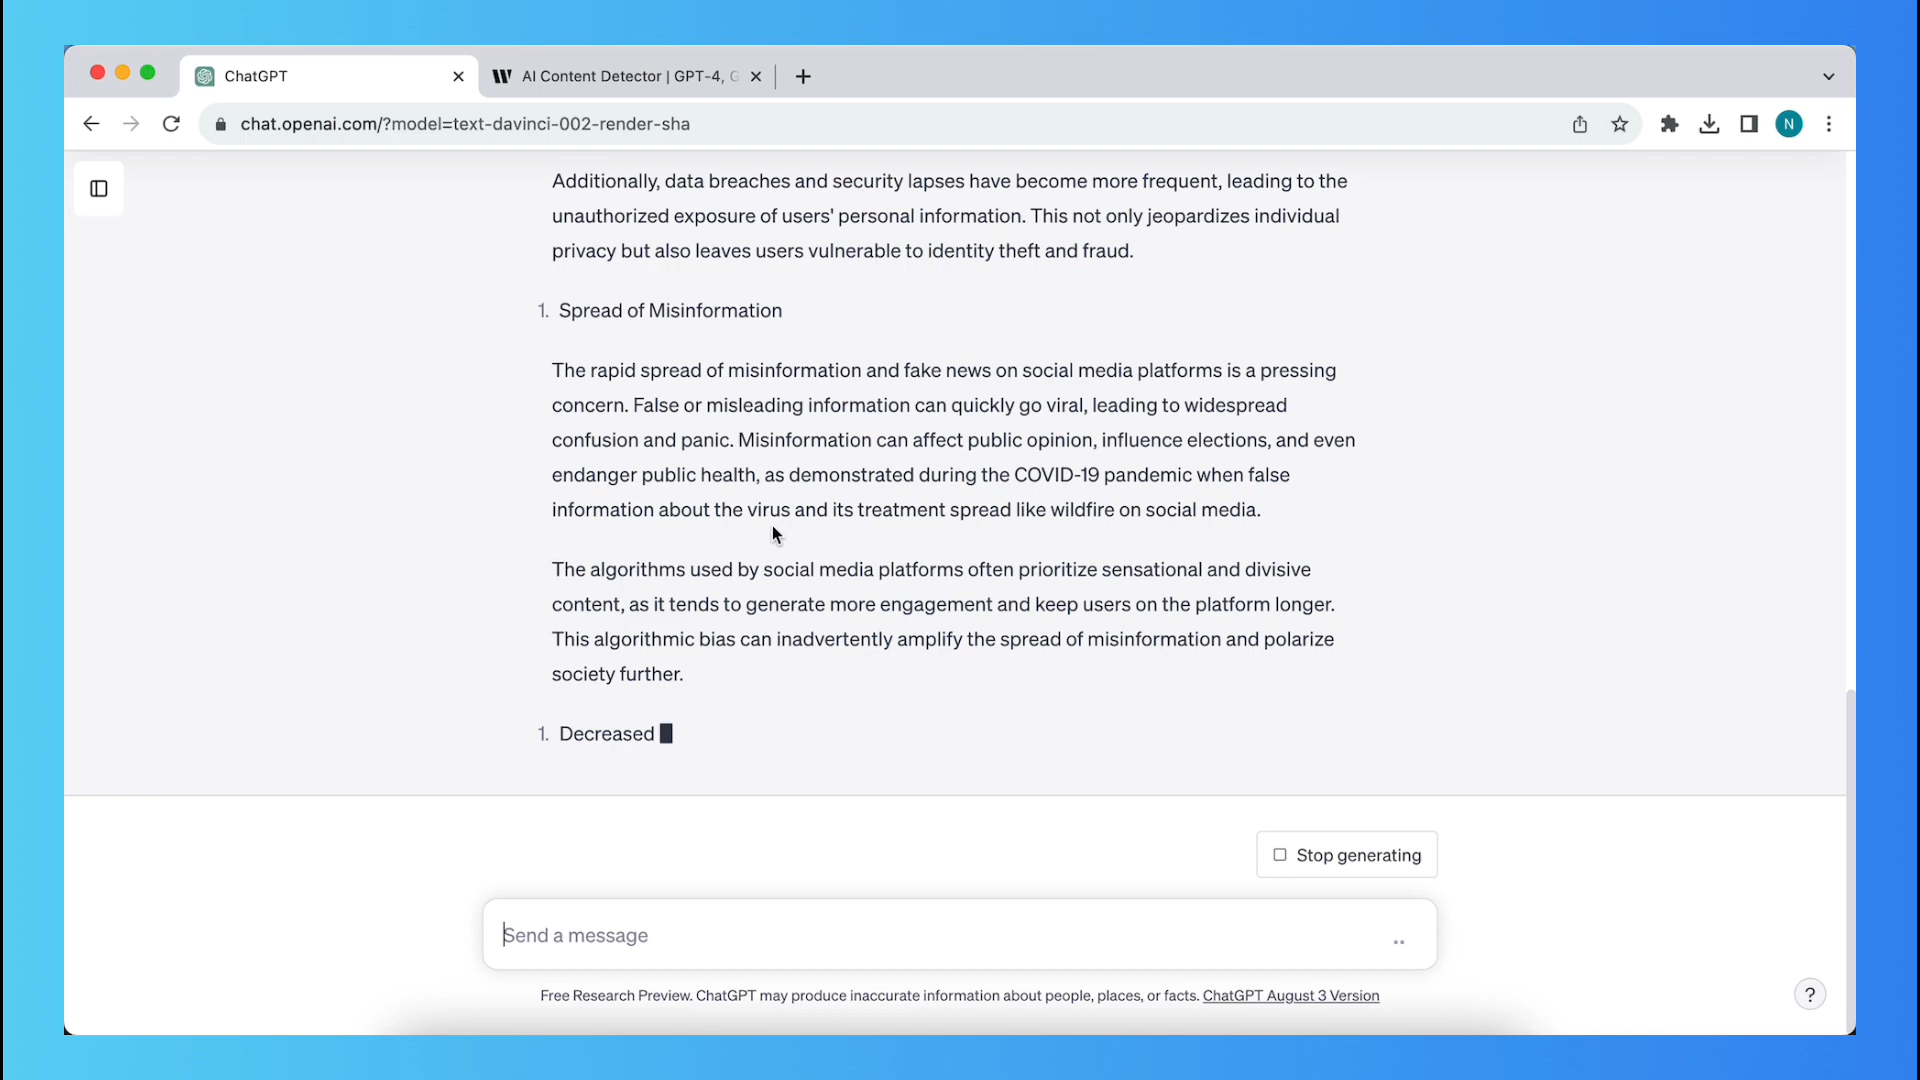 ChatGPT
AI Content Detector | GPT-4, G
chat.openai.com/?model=text-davinci-002-render-sha
N
Additionally, data breaches and security lapses have become more frequent, leading to the
unauthorized exposure of users' personal information. This not only jeopardizes individual
privacy but also leaves users vulnerable to identity theft and fraud.
1. Spread of Misinformation
The rapid spread of misinformation and fake news on social media platforms is a pressing
concern. False or misleading information can quickly go viral, leading to widespread
confusion and panic. Misinformation can affect public opinion, influence elections, and even
endanger public health, as demonstrated during the COVID-19 pandemic when false
information about the virus and its treatment spread like wildfire on social media.
The algorithms used by social media platforms often prioritize sensational and divisive
content, as it tends to generate more engagement and keep users on the platform longer.
This algorithmic bias can inadvertently amplify the spread of misinformation and polarize
society further.
1. Decreased
Stop generating
Send a message
Free Research Preview. ChatGPT may produce inaccurate information about people, places, or facts. ChatGPT August 3 Version
?